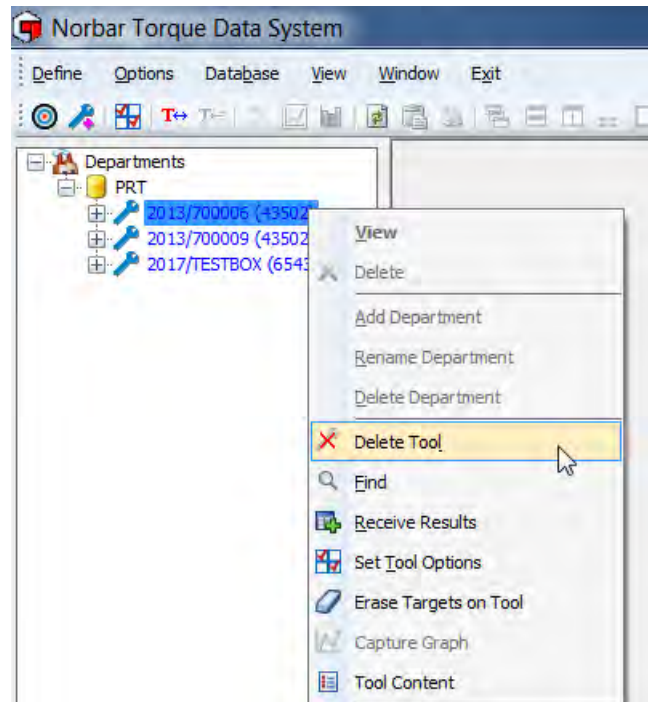 Norbar Torque Data System
Define Options Database View Window Exit
T↔
Departments
PRT
2013/700006 (43502)
2013/700009 (43502
2017/TESTBOX (6543
View
Delete
Add Department
Rename Department
Delete Department
Delete Tool
Find
Receive Results
Set Tool Options
Erase Targets on Tool
Capture Graph
Tool Content